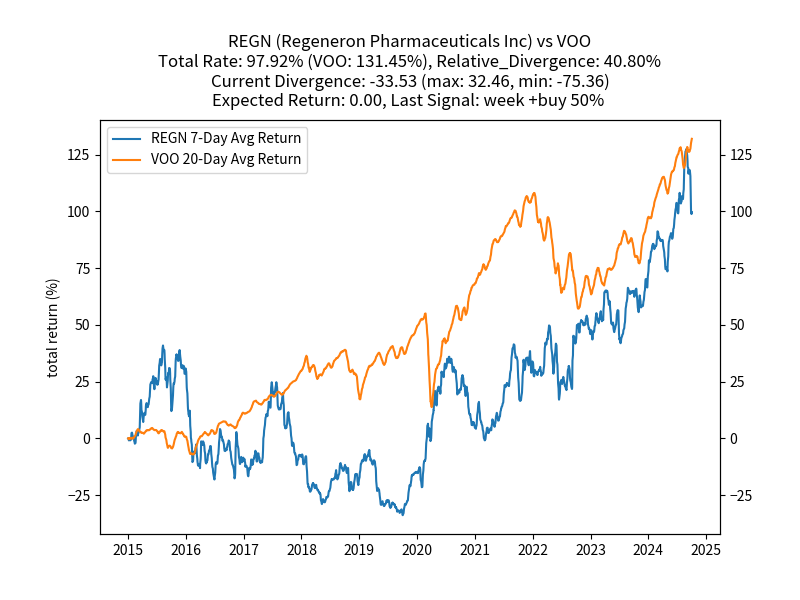 REGN (Regeneron Pharmaceuticals Inc) vs VOO
Total Rate: 97.92% (VOO: 131.45%), Relative_Divergence: 40.80%
Current Divergence: -33.53 (max: 32.46, min: -75.36)
Expected Return: 0.00, Last Signal: week +buy 50%
REGN 7-Day Avg Return
VOO 20-Day Avg Return
total return (%)
125
100
75
50
25
0
−25
125
100
75
50
25
0
−25
2015 2016 2017 2018 2019 2020 2021 2022 2023 2024 2025